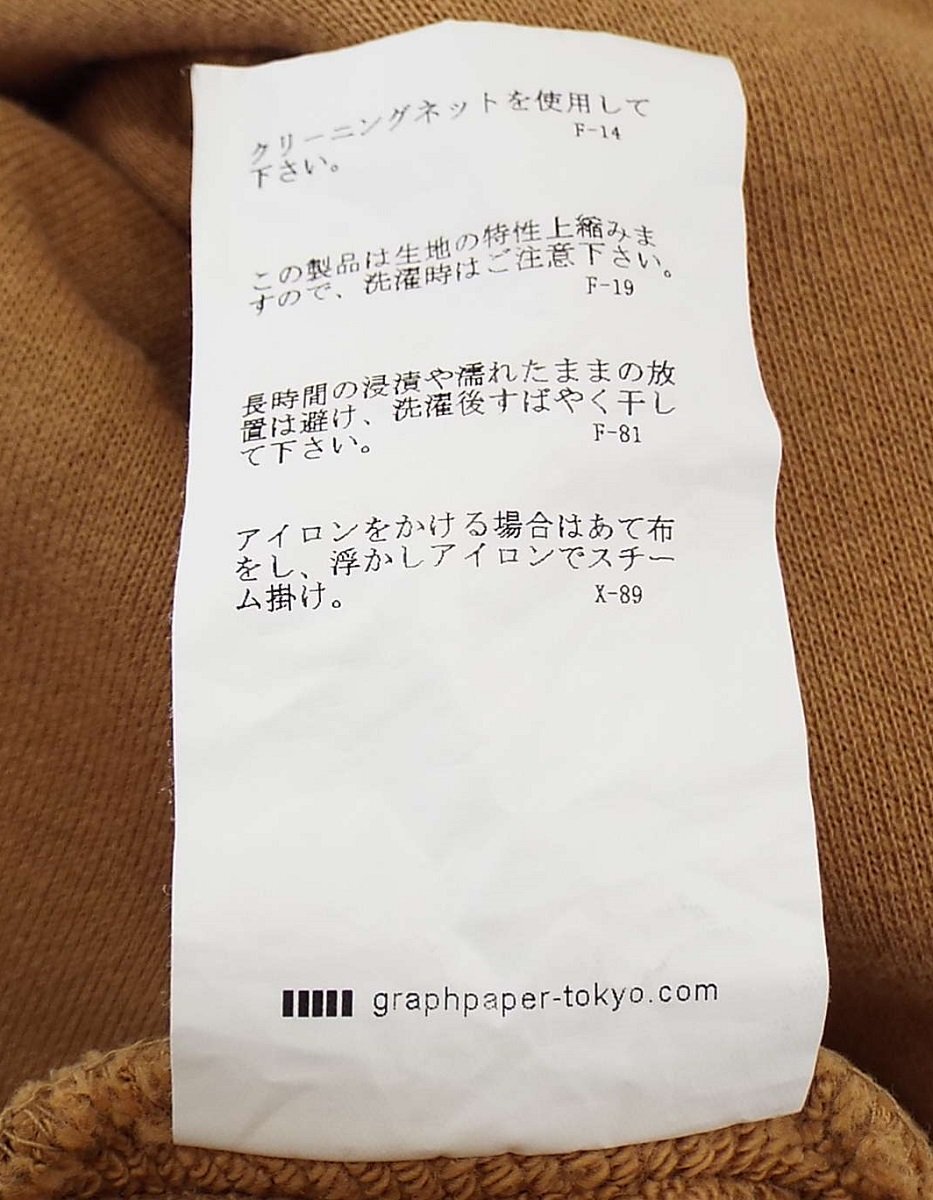 クリーニングネットを使用して
下さい。 F-14
この製品は生地の特性上縮みま
すので、洗濯時はご注意下さい。
F-19
長時間の浸漬や濡れたままの放
置は避け、洗濯後すばやく干し
て下さい。 F-81
アイロンをかける場合はあて布
をし、浮かしアイロンでスチー
ム掛け。 X-89
graphpaper-tokyo.com